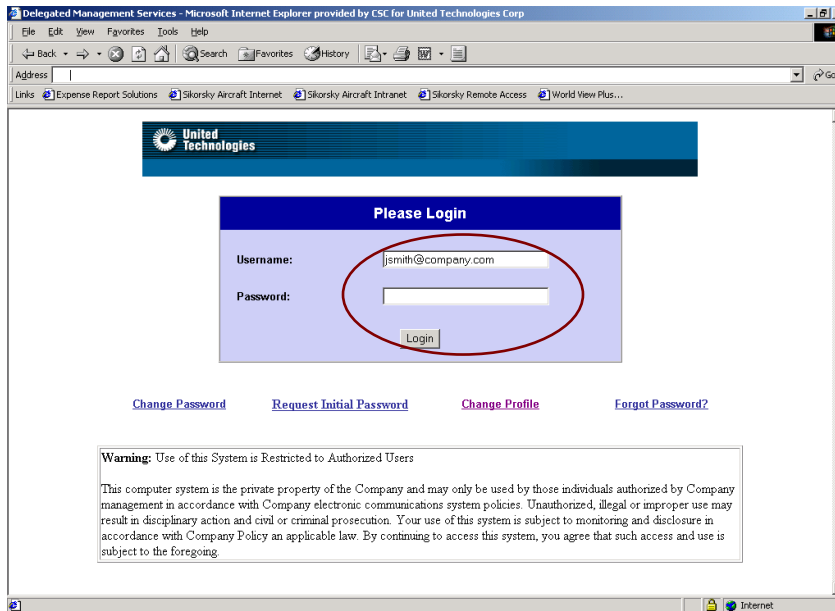 Delegated Management Services - Microsoft Internet Explorer provided by CSC for United Technologies Corp
File Edit View Favorites Tools Help
Back Search Favorites History
Address Go
Links Expense Report Solutions Sikorsky Aircraft Internet Sikorsky Aircraft Intranet Sikorsky Remote Access World View Plus...
United
Technologies
Please Login
Username: jsmith@company.com
Password:
Login
Change Password Request Initial Password Change Profile Forgot Password?
Warning: Use of this System is Restricted to Authorized Users
This computer system is the private property of the Company and may only be used by those individuals authorized by Company
management in accordance with Company electronic communications system policies. Unauthorized, illegal or improper use may
result in disciplinary action and civil or criminal prosecution. Your use of this system is subject to monitoring and disclosure in
accordance with Company Policy an applicable law. By continuing to access this system, you agree that such access and use is
subject to the foregoing.
Internet